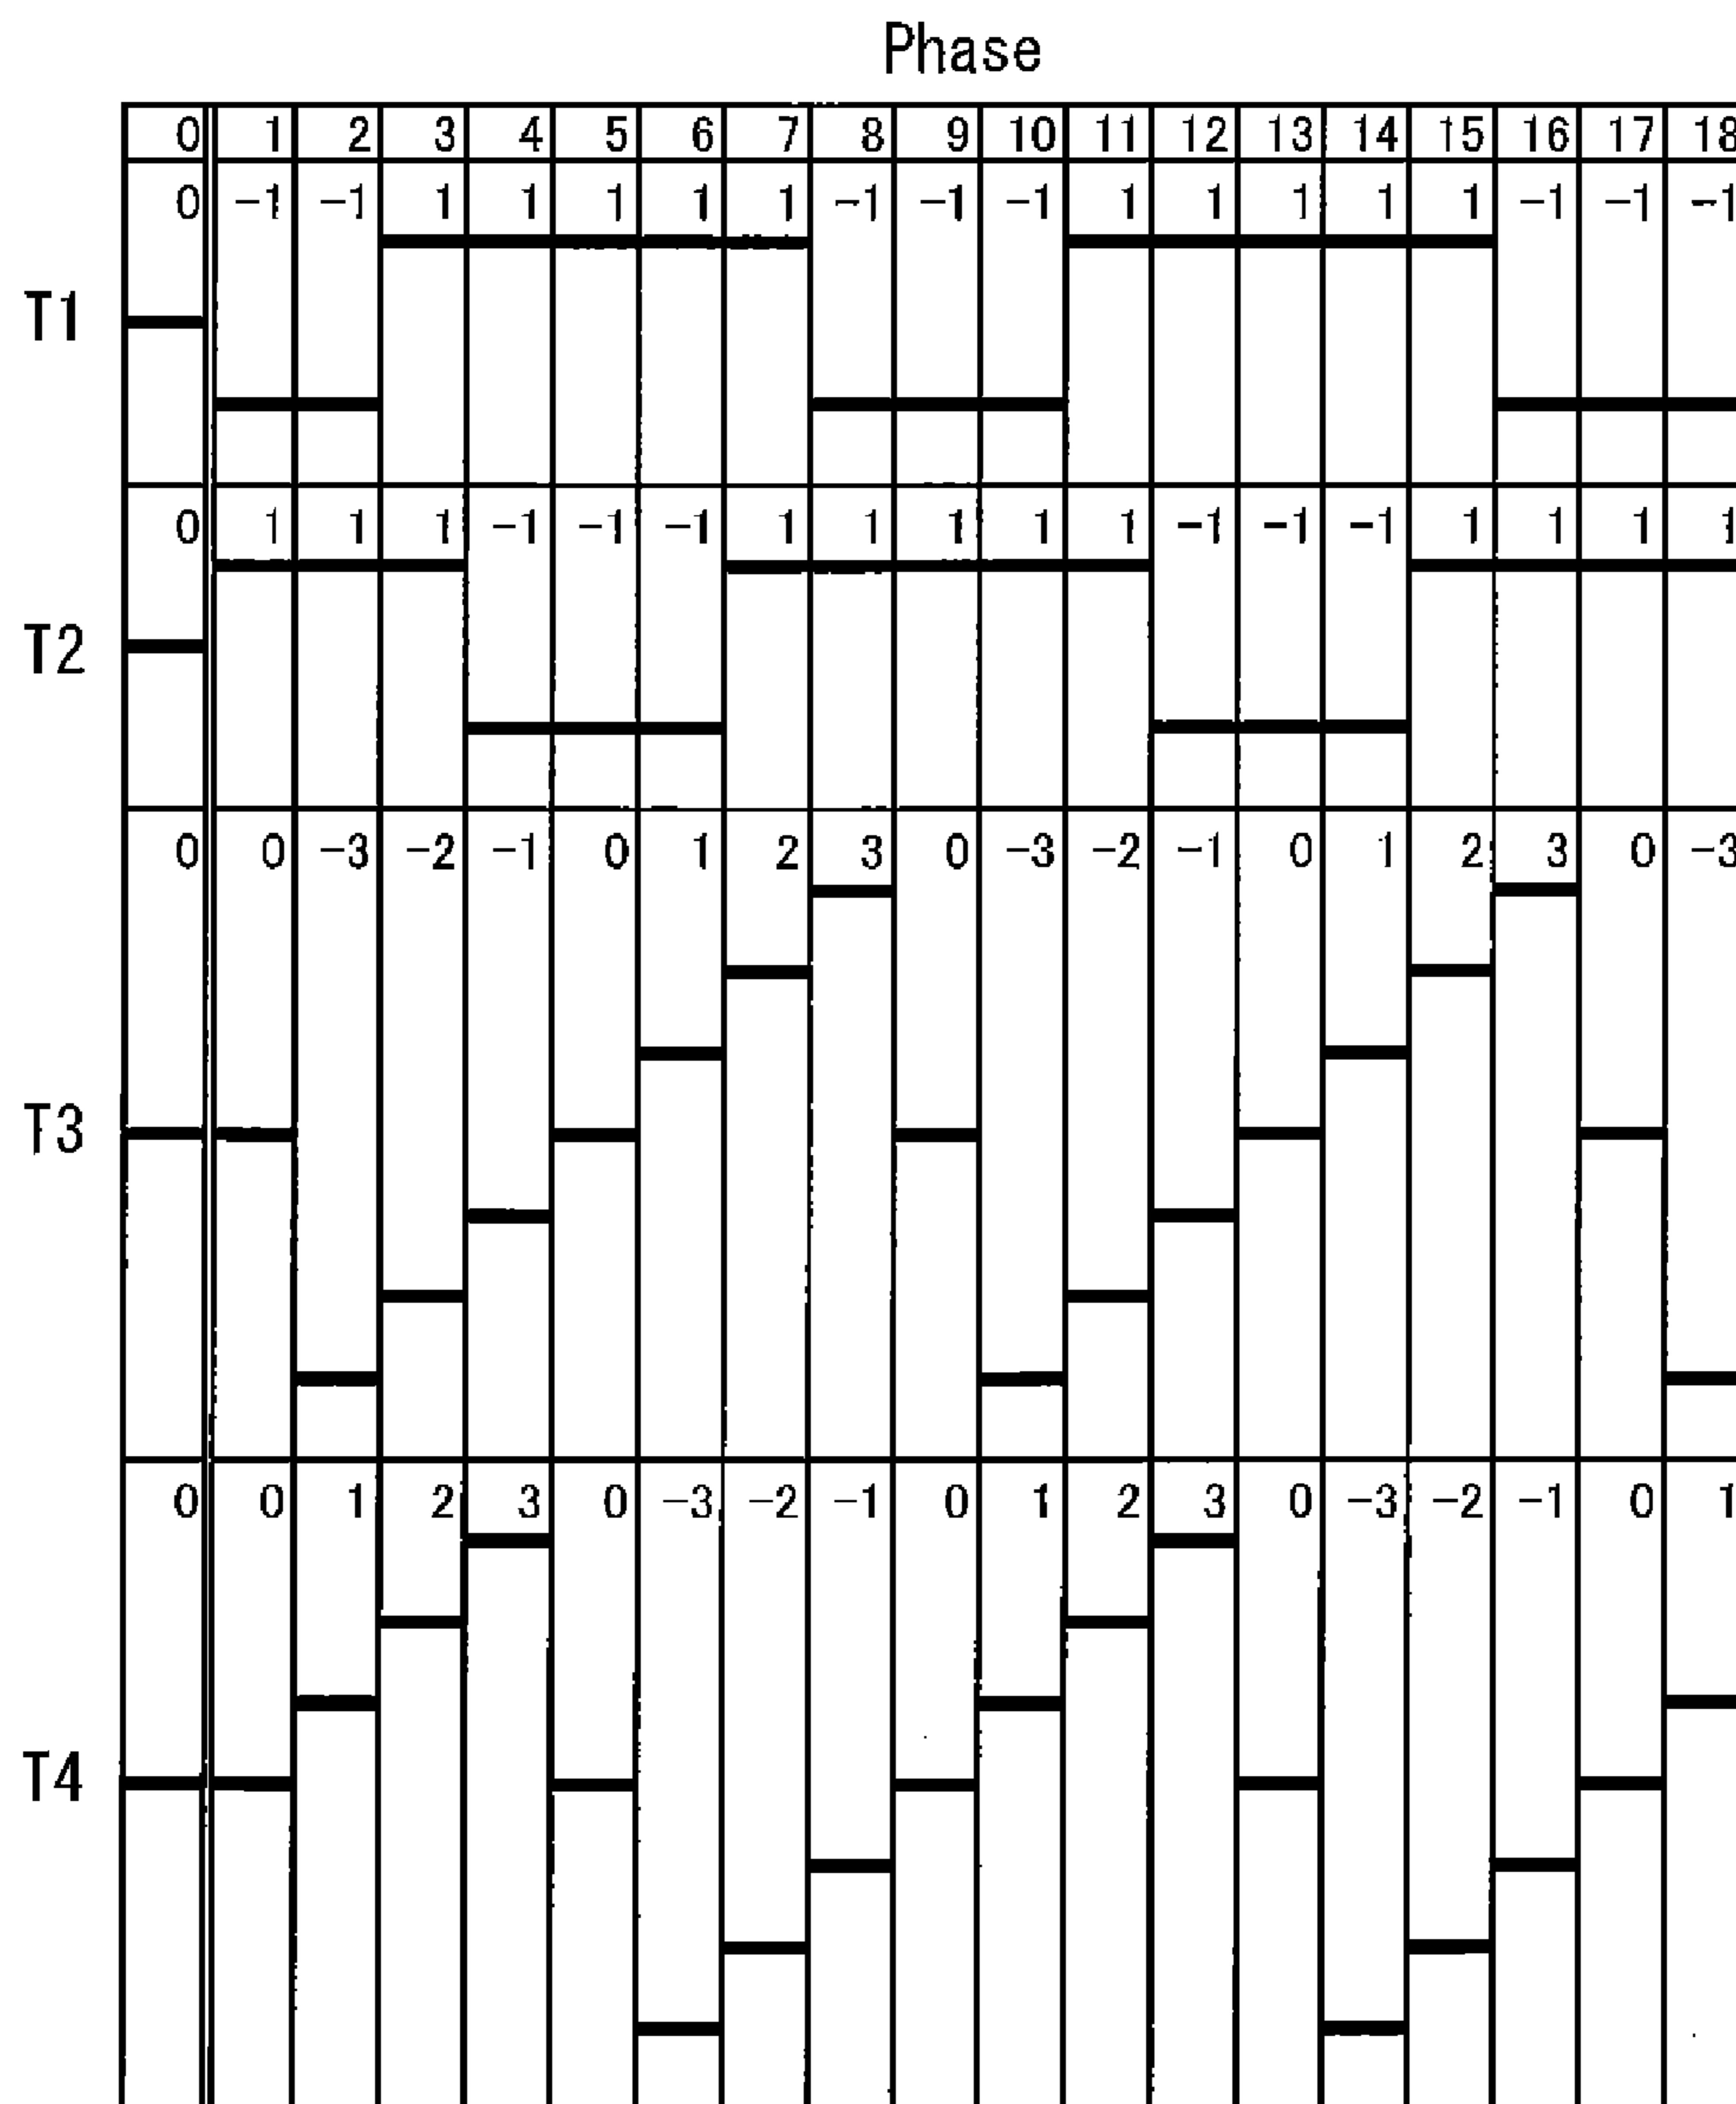 Phase
0 1 2 3 4 5 6 7 8 9 10 11 12 13 14 15 16 17 18
0 -1 -1 1 1 1 1 1 -1 -1 -1 1 1 1 1 1 -1 -1 -1
T1
0 1 1 1 -1 -1 -1 1 1 1 1 1 -1 -1 -1 1 1 1 1
T2
0 0 -3 -2 -1 0 1 2 3 0 -3 -2 -1 0 1 2 3 0 -3
T3
0 0 1 2 3 0 -3 -2 -1 0 1 2 3 0 -3 -2 -1 0 1
T4